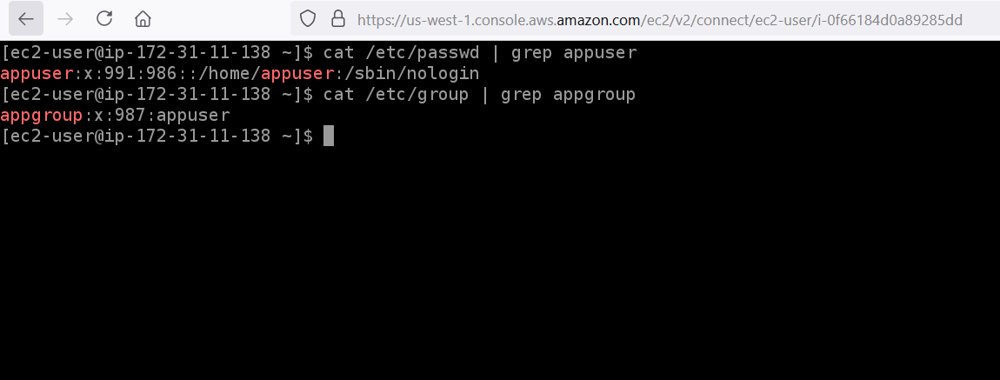 https://us-west-1.console.aws.amazon.com/ec2/v2/connect/ec2-user/i-0f66184d0a89285dd
[ec2-user@ip-172-31-11-138 ~]$ cat /etc/passwd | grep appuser
appuser:x:991:986::/home/appuser:/sbin/nologin
[ec2-user@ip-172-31-11-138 ~]$ cat /etc/group | grep appgroup
appgroup:x:987:appuser
[ec2-user@ip-172-31-11-138 ~]$